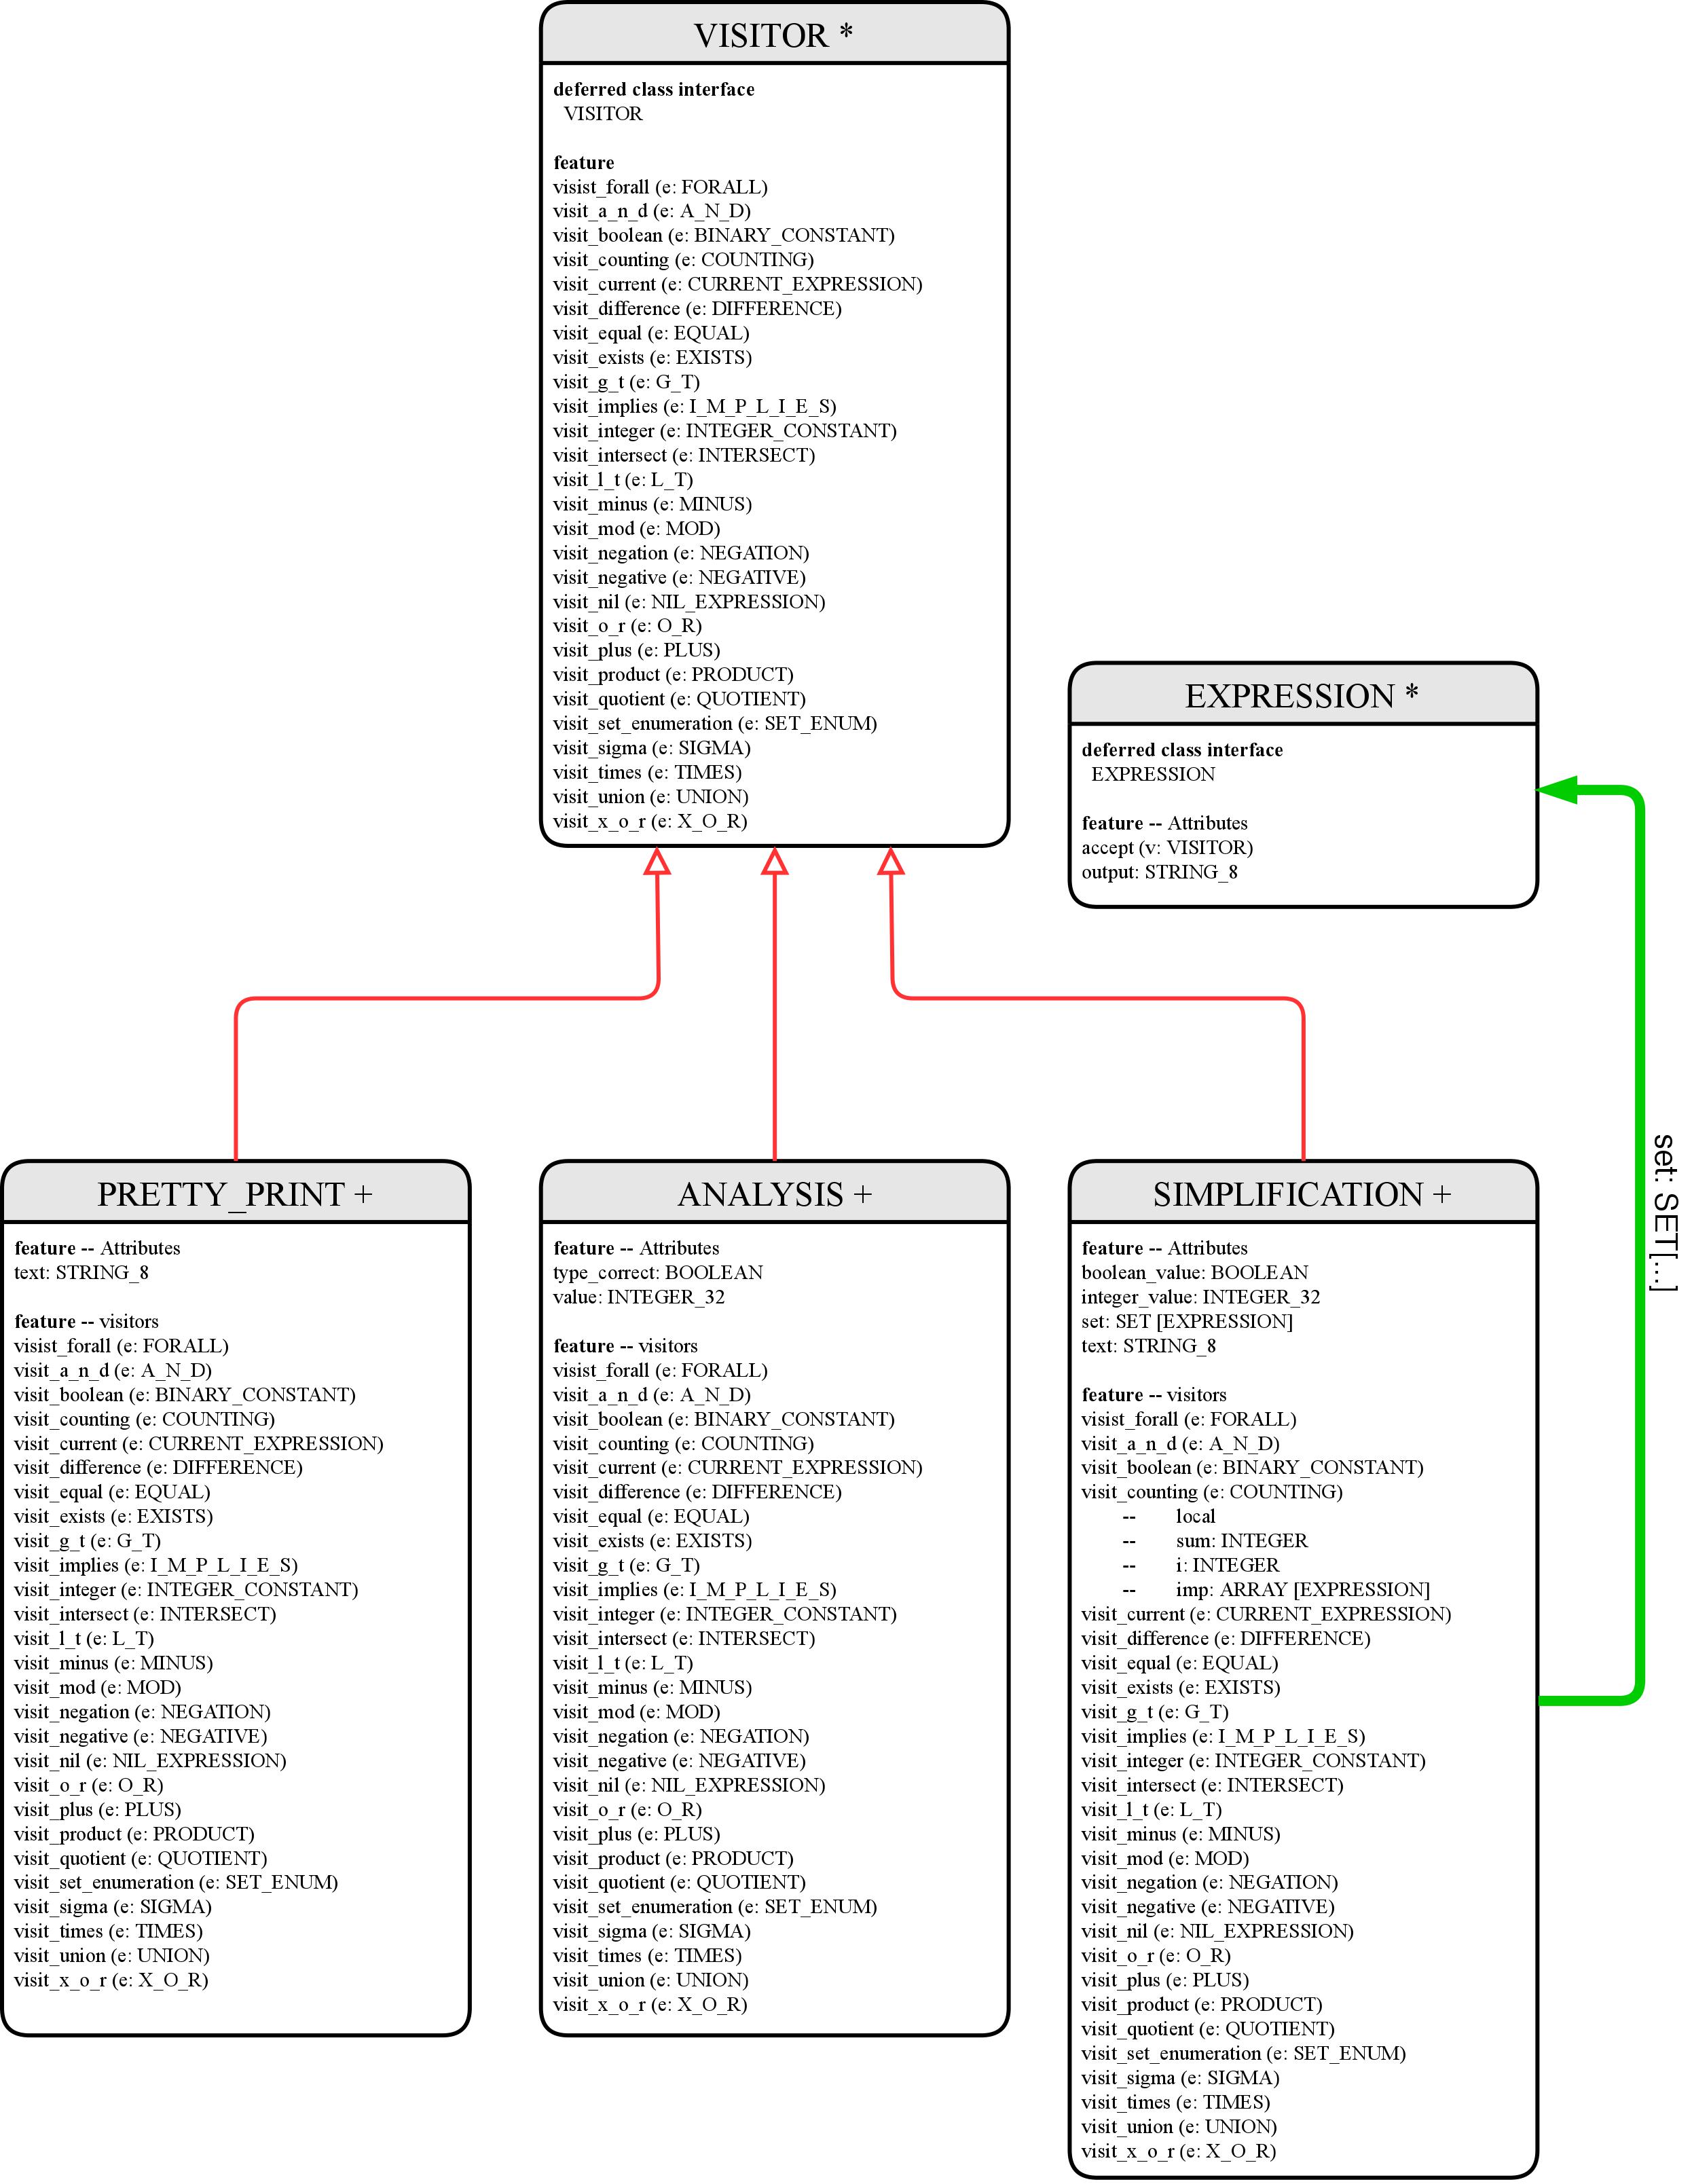 VISITOR *
deferred class interface
VISITOR
feature
visist_forall (e: FORALL)
visit_a_n_d (e: A_N_D)
visit_boolean (e: BINARY_CONSTANT)
visit_counting (e: COUNTING)
visit_current (e: CURRENT_EXPRESSION)
visit_difference (e: DIFFERENCE)
visit_equal (e: EQUAL)
visit_exists (e: EXISTS)
visit_g_t (e: G_T)
visit_implies (e: I_M_P_L_I_E_S)
visit_integer (e: INTEGER_CONSTANT)
visit_intersect (e: INTERSECT)
visit_l_t (e: L_T)
visit_minus (e: MINUS)
visit_mod (e: MOD)
visit_negation (e: NEGATION)
visit_negative (e: NEGATIVE)
visit_nil (e: NIL_EXPRESSION)
visit_o_r (e: O_R)
visit_plus (e: PLUS)
visit_product (e: PRODUCT)
visit_quotient (e: QUOTIENT)
visit_set_enumeration (e: SET_ENUM)
visit_sigma (e: SIGMA)
visit_times (e: TIMES)
visit_union (e: UNION)
visit_x_o_r (e: X_O_R)
EXPRESSION *
deferred class interface
EXPRESSION
feature -- Attributes
accept (v: VISITOR)
output: STRING_8
set: SET[...]
PRETTY_PRINT +
feature -- Attributes
text: STRING_8
feature -- visitors
visist_forall (e: FORALL)
visit_a_n_d (e: A_N_D)
visit_boolean (e: BINARY_CONSTANT)
visit_counting (e: COUNTING)
visit_current (e: CURRENT_EXPRESSION)
visit_difference (e: DIFFERENCE)
visit_equal (e: EQUAL)
visit_exists (e: EXISTS)
visit_g_t (e: G_T)
visit_implies (e: I_M_P_L_I_E_S)
visit_integer (e: INTEGER_CONSTANT)
visit_intersect (e: INTERSECT)
visit_l_t (e: L_T)
visit_minus (e: MINUS)
visit_mod (e: MOD)
visit_negation (e: NEGATION)
visit_negative (e: NEGATIVE)
visit_nil (e: NIL_EXPRESSION)
visit_o_r (e: O_R)
visit_plus (e: PLUS)
visit_product (e: PRODUCT)
visit_quotient (e: QUOTIENT)
visit_set_enumeration (e: SET_ENUM)
visit_sigma (e: SIGMA)
visit_times (e: TIMES)
visit_union (e: UNION)
visit_x_o_r (e: X_O_R)
ANALYSIS +
feature -- Attributes
type_correct: BOOLEAN
value: INTEGER_32
feature -- visitors
visist_forall (e: FORALL)
visit_a_n_d (e: A_N_D)
visit_boolean (e: BINARY_CONSTANT)
visit_counting (e: COUNTING)
visit_current (e: CURRENT_EXPRESSION)
visit_difference (e: DIFFERENCE)
visit_equal (e: EQUAL)
visit_exists (e: EXISTS)
visit_g_t (e: G_T)
visit_implies (e: I_M_P_L_I_E_S)
visit_integer (e: INTEGER_CONSTANT)
visit_intersect (e: INTERSECT)
visit_l_t (e: L_T)
visit_minus (e: MINUS)
visit_mod (e: MOD)
visit_negation (e: NEGATION)
visit_negative (e: NEGATIVE)
visit_nil (e: NIL_EXPRESSION)
visit_o_r (e: O_R)
visit_plus (e: PLUS)
visit_product (e: PRODUCT)
visit_quotient (e: QUOTIENT)
visit_set_enumeration (e: SET_ENUM)
visit_sigma (e: SIGMA)
visit_times (e: TIMES)
visit_union (e: UNION)
visit_x_o_r (e: X_O_R)
SIMPLIFICATION +
feature -- Attributes
boolean_value: BOOLEAN
integer_value: INTEGER_32
set: SET [EXPRESSION]
text: STRING_8
feature -- visitors
visist_forall (e: FORALL)
visit_a_n_d (e: A_N_D)
visit_boolean (e: BINARY_CONSTANT)
visit_counting (e: COUNTING)
-- local
-- sum: INTEGER
-- i: INTEGER
-- imp: ARRAY [EXPRESSION]
visit_current (e: CURRENT_EXPRESSION)
visit_difference (e: DIFFERENCE)
visit_equal (e: EQUAL)
visit_exists (e: EXISTS)
visit_g_t (e: G_T)
visit_implies (e: I_M_P_L_I_E_S)
visit_integer (e: INTEGER_CONSTANT)
visit_intersect (e: INTERSECT)
visit_l_t (e: L_T)
visit_minus (e: MINUS)
visit_mod (e: MOD)
visit_negation (e: NEGATION)
visit_negative (e: NEGATIVE)
visit_nil (e: NIL_EXPRESSION)
visit_o_r (e: O_R)
visit_plus (e: PLUS)
visit_product (e: PRODUCT)
visit_quotient (e: QUOTIENT)
visit_set_enumeration (e: SET_ENUM)
visit_sigma (e: SIGMA)
visit_times (e: TIMES)
visit_union (e: UNION)
visit_x_o_r (e: X_O_R)